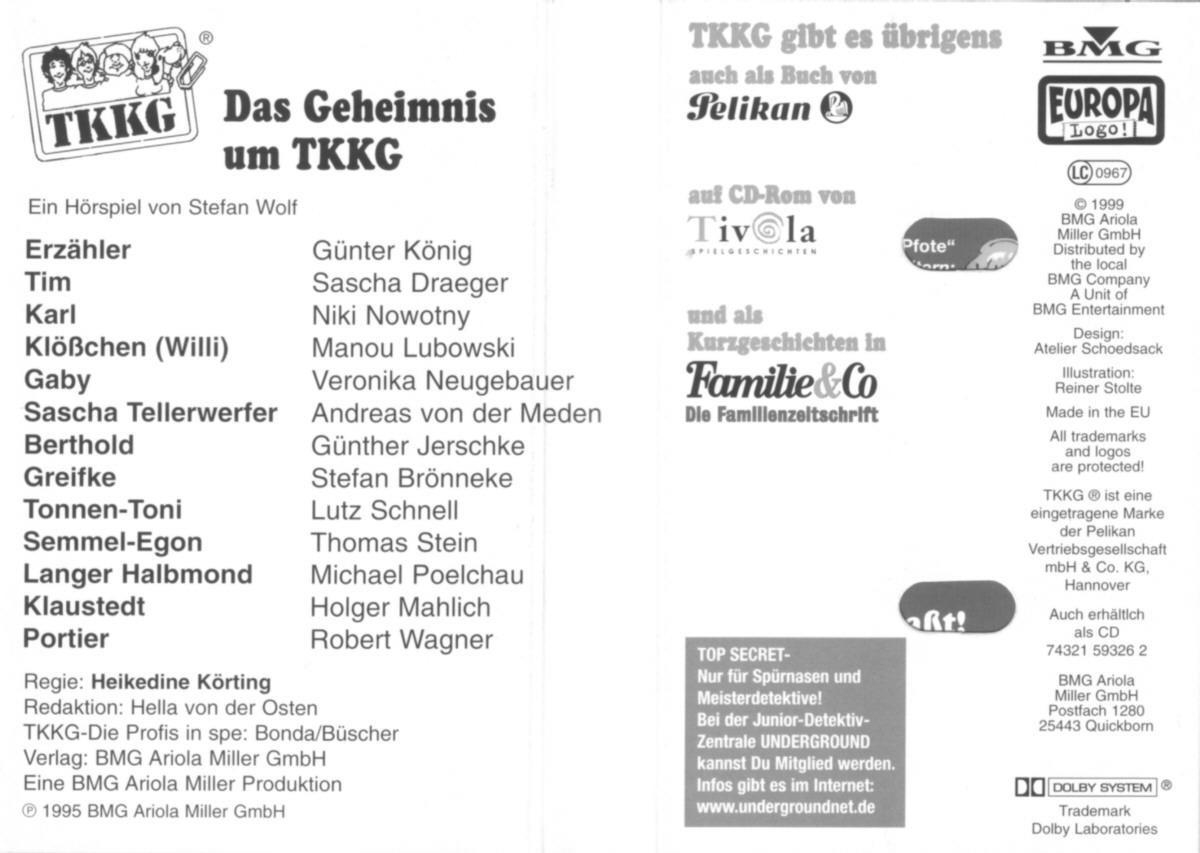 TKKG
®
Das Geheimnis
um TKKG
Ein Hörspiel von Stefan Wolf
Erzähler Günter König
Tim Sascha Draeger
Karl Niki Nowotny
Klößchen (Willi) Manou Lubowski
Gaby Veronika Neugebauer
Sascha Tellerwerfer Andreas von der Meden
Berthold Günther Jerschke
Greifke Stefan Brönneke
Tonnen-Toni Lutz Schnell
Semmel-Egon Thomas Stein
Langer Halbmond Michael Poelchau
Klaustedt Holger Mahlich
Portier Robert Wagner
Regie: Heikedine Körting
Redaktion: Hella von der Osten
TKKG-Die Profis in spe: Bonda/Büscher
Verlag: BMG Ariola Miller GmbH
Eine BMG Ariola Miller Produktion
℗ 1995 BMG Ariola Miller GmbH
TKKG gibt es übrigens
auch als Buch von
Pelikan
auf CD-Rom von
Tivola
SPIELGESCHICHTEN
und als
Kurzgeschichten in
Familie&Co
Die Familienzeitschrift
Pfote“
aßt!
TOP SECRET-
Nur für Spürnasen und
Meisterdetektive!
Bei der Junior-Detektiv-
Zentrale UNDERGROUND
kannst Du Mitglied werden.
Infos gibt es im Internet:
www.undergroundnet.de
BMG
EUROPA
Logo!
LC 0967
© 1999
BMG Ariola
Miller GmbH
Distributed by
the local
BMG Company
A Unit of
BMG Entertainment
Design:
Atelier Schoedsack
Illustration:
Reiner Stolte
Made in the EU
All trademarks
and logos
are protected!
TKKG ® ist eine
eingetragene Marke
der Pelikan
Vertriebsgesellschaft
mbH & Co. KG,
Hannover
Auch erhältlch
als CD
74321 59326 2
BMG Ariola
Miller GmbH
Postfach 1280
25443 Quickborn
DOLBY SYSTEM ®
Trademark
Dolby Laboratories